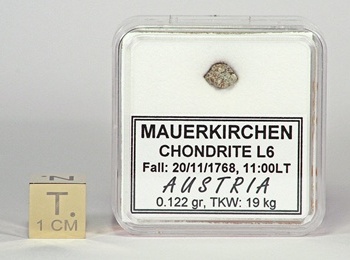 MAUERKIRCHEN
CHONDRITE L6
Fall: 20/11/1768, 11:00LT
AUSTRIA
0.122 gr, TKW: 19 kg
N
T.
1 CM